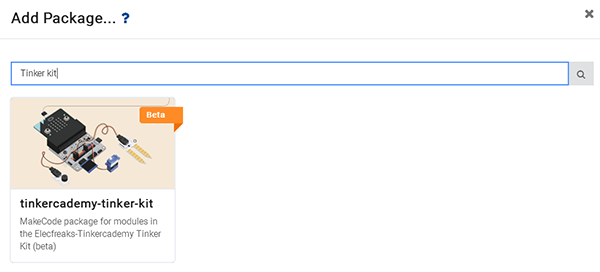 Add Package... ?
Tinker kit
Beta
tinkercademy-tinker-kit
MakeCode package for modules in
the Elecfreaks-Tinkercademy Tinker
Kit (beta)